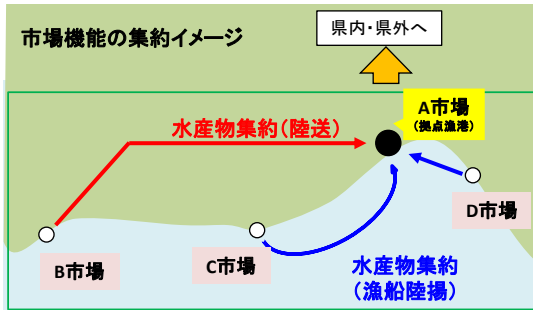 市場機能の集約イメージ
県内・県外へ
A市場
(拠点漁港)
水産物集約(陸送)
D市場
C市場
B市場
水産物集約
(漁船陸揚)